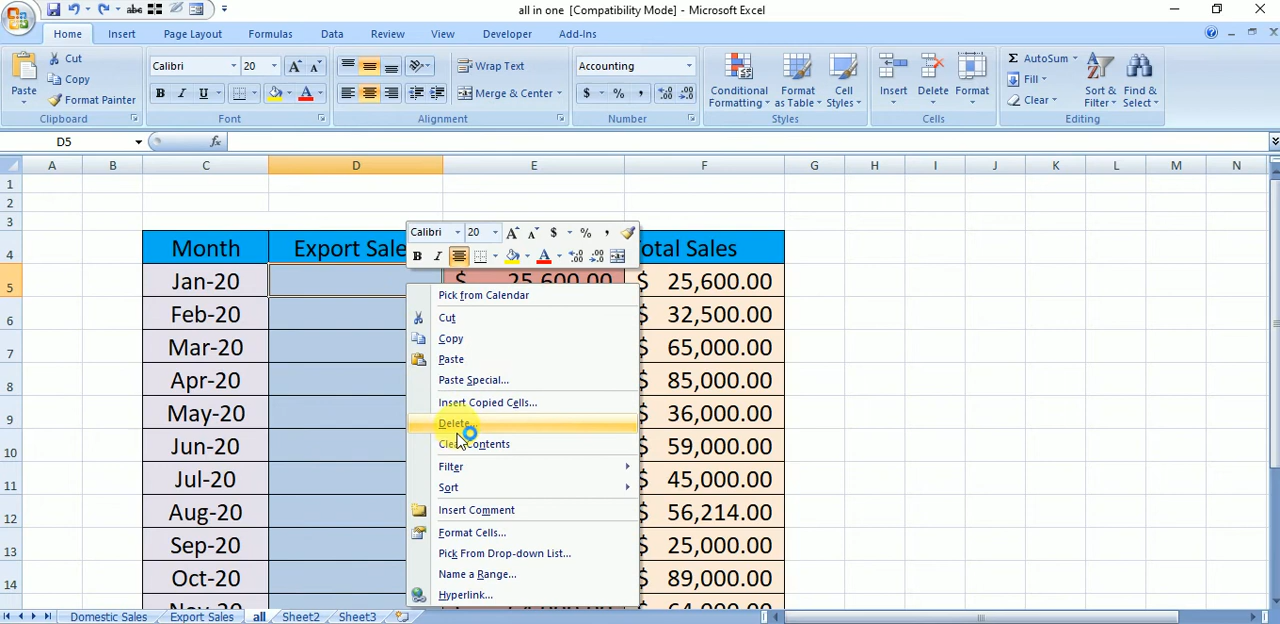 all in one [Compatibility Mode] - Excel
Home Insert Page Layout Formulas Data Review View Developer Add-Ins
Paste Cut Copy Format Painter
Calibri 20 A A
B I U A
Wrap Text
Merge & Center
Accounting
$ % ,
Conditional Formatting Format as Table Cell Styles
Insert Delete Format
Σ AutoSum
Fill
Clear
Sort & Filter Find & Select
Clipboard Font Alignment Number Styles Cells Editing
D5 fx
A B C D E F G H I J K L M N
1
2
3
4 Month Export Sale Total Sales
5 Jan-20 $ 25,600.00 $ 25,600.00
6 Feb-20 $ 32,500.00
7 Mar-20 $ 65,000.00
8 Apr-20 $ 85,000.00
9 May-20 $ 36,000.00
10 Jun-20 $ 59,000.00
11 Jul-20 $ 45,000.00
12 Aug-20 $ 56,214.00
13 Sep-20 $ 25,000.00
14 Oct-20 $ 89,000.00
Calibri 20 A A $ % ,
B I A
Pick from Calendar
Cut
Copy
Paste
Paste Special...
Insert Copied Cells...
Delete...
Clear Contents
Filter
Sort
Insert Comment
Format Cells...
Pick From Drop-down List...
Name a Range...
Hyperlink...
Domestic Sales Export Sales all Sheet2 Sheet3